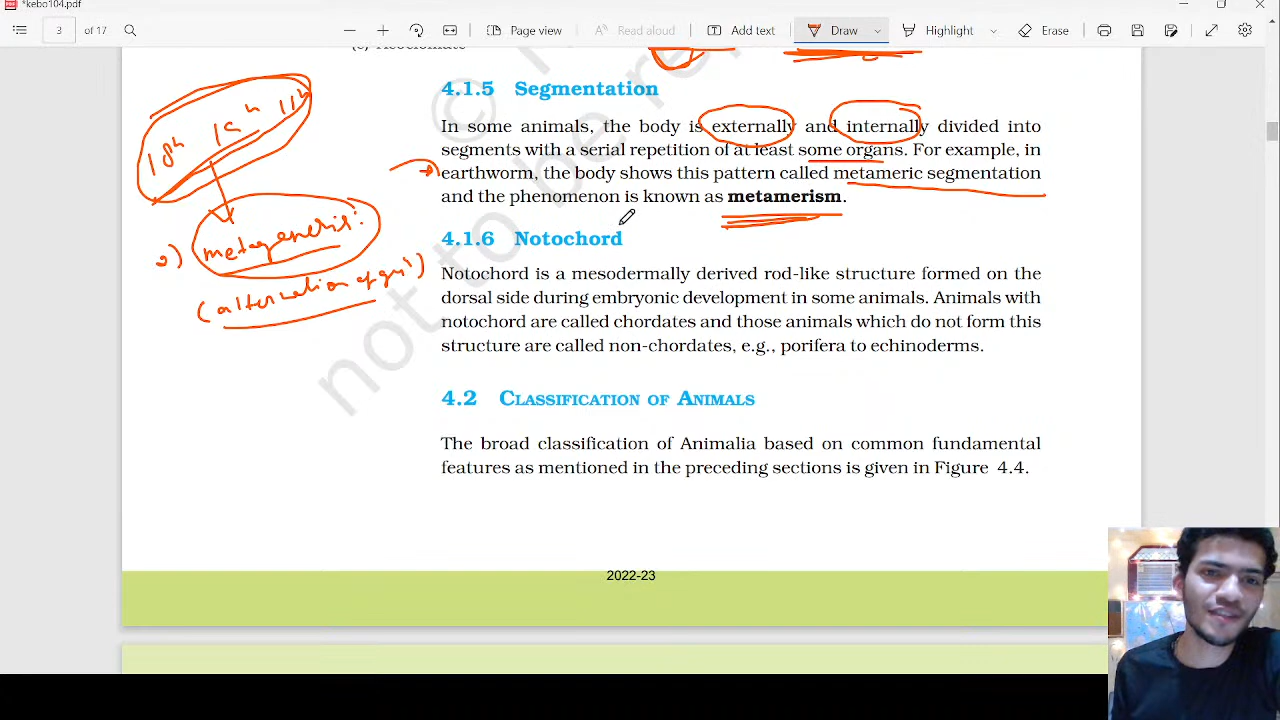 *kebo104.pdf
3 of 17 Page view Read aloud Add text Draw Highlight Erase
4.1.5 Segmentation
In some animals, the body is externally and internally divided into
segments with a serial repetition of at least some organs. For example, in
earthworm, the body shows this pattern called metameric segmentation
and the phenomenon is known as metamerism.
metagenesis:
(alternation of
4.1.6 Notochord
Notochord is a mesodermally derived rod-like structure formed on the
dorsal side during embryonic development in some animals. Animals with
notochord are called chordates and those animals which do not form this
structure are called non-chordates, e.g., porifera to echinoderms.
4.2 CLASSIFICATION OF ANIMALS
The broad classification of Animalia based on common fundamental
features as mentioned in the preceding sections is given in Figure 4.4.
2022-23
not to be